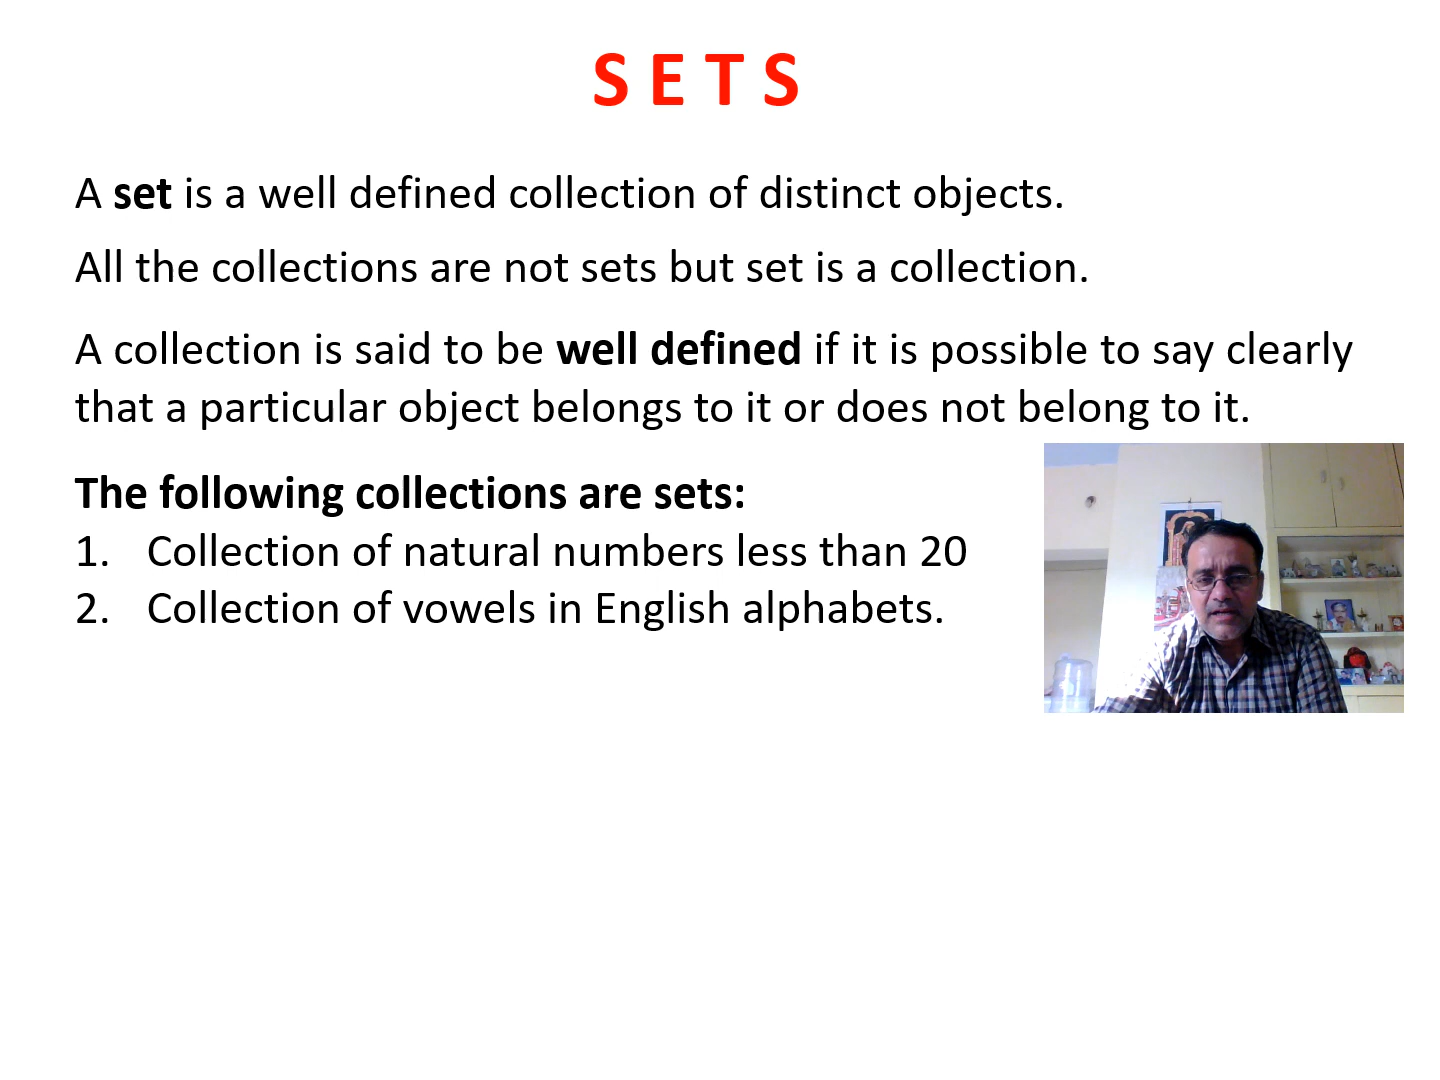 S E T S
A set is a well defined collection of distinct objects.
All the collections are not sets but set is a collection.
A collection is said to be well defined if it is possible to say clearly
that a particular object belongs to it or does not belong to it.
The following collections are sets:
1. Collection of natural numbers less than 20
2. Collection of vowels in English alphabets.